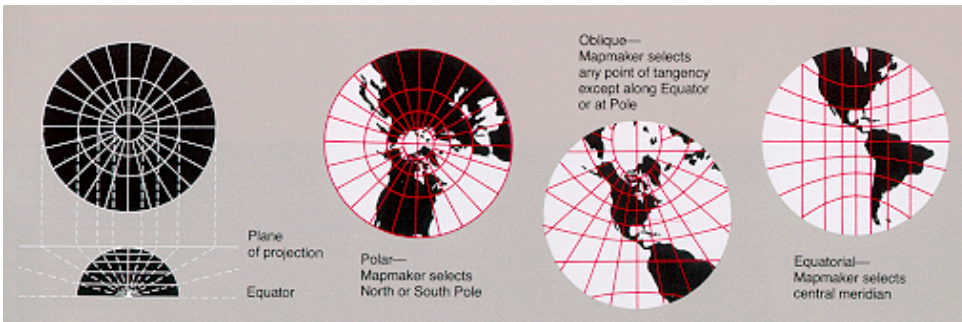 Plane
of projection
Equator
Polar—
Mapmaker selects
North or South Pole
Oblique—
Mapmaker selects
any point of tangency
except along Equator
or at Pole
Equatorial—
Mapmaker selects
central meridian